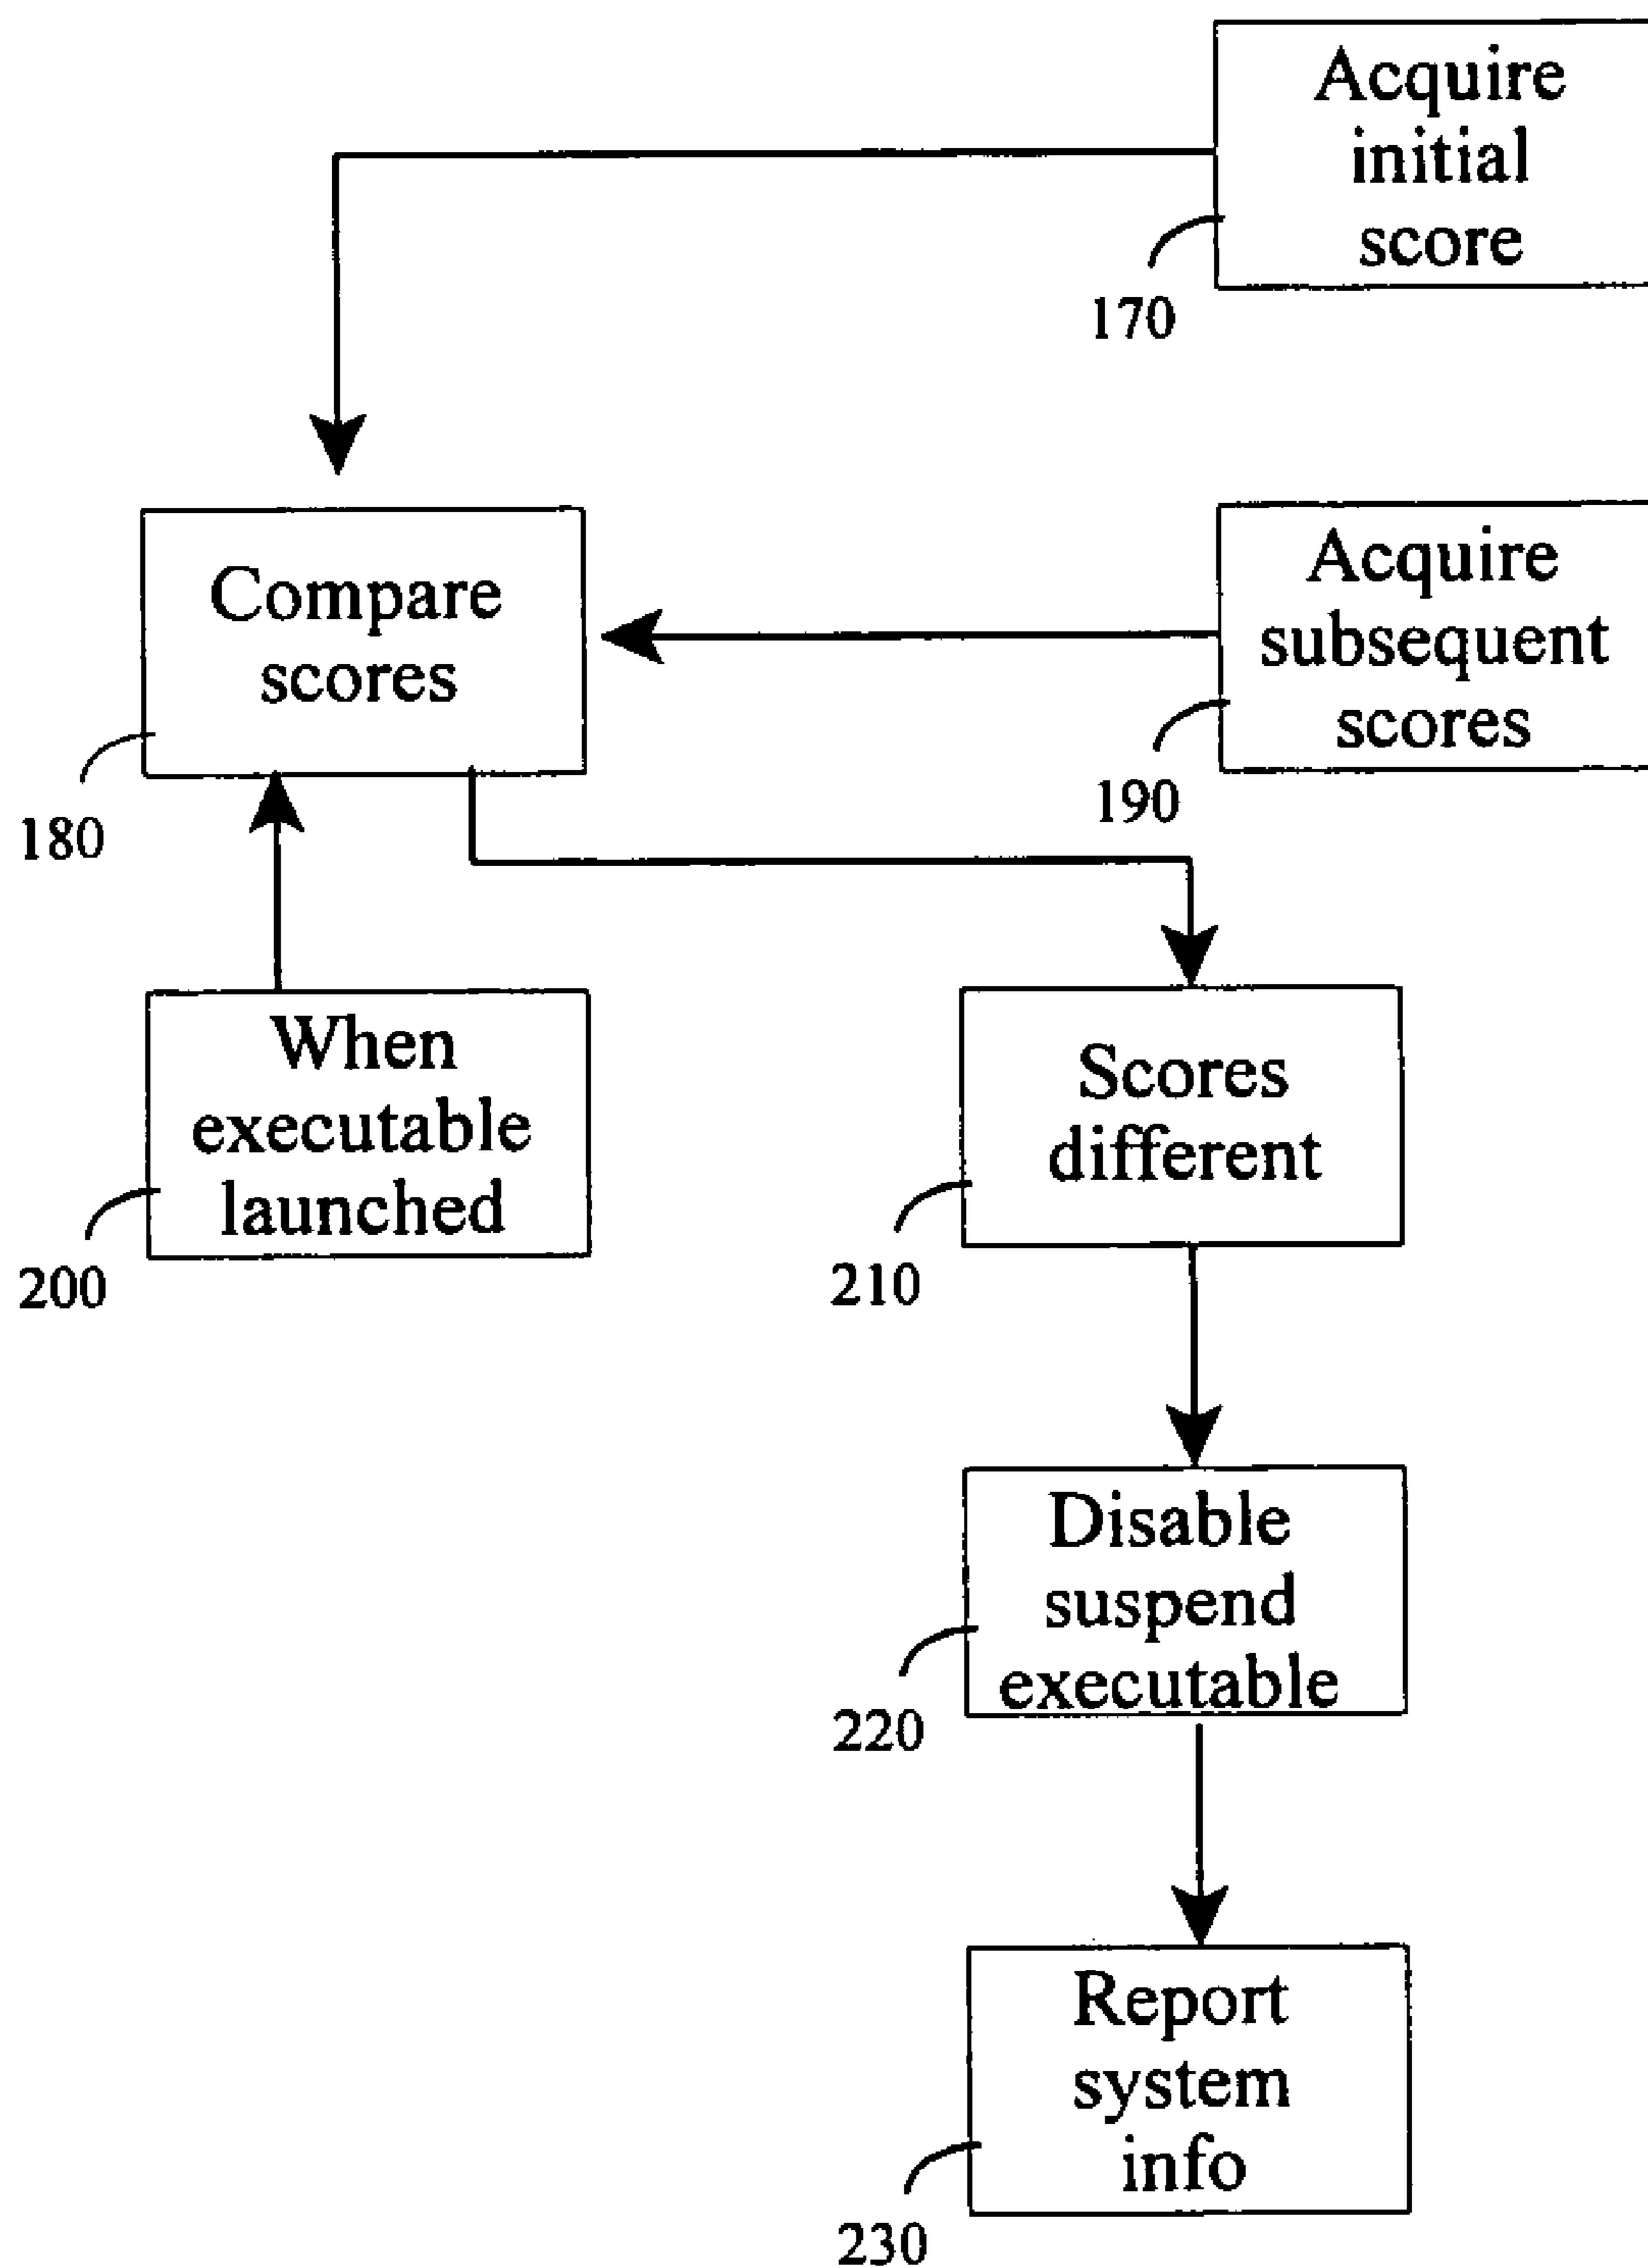 Acquire
initial
score
170
Compare
scores
180
Acquire
subsequent
scores
190
When
executable
launched
200
Scores
different
210
Disable
suspend
executable
220
Report
system
info
230